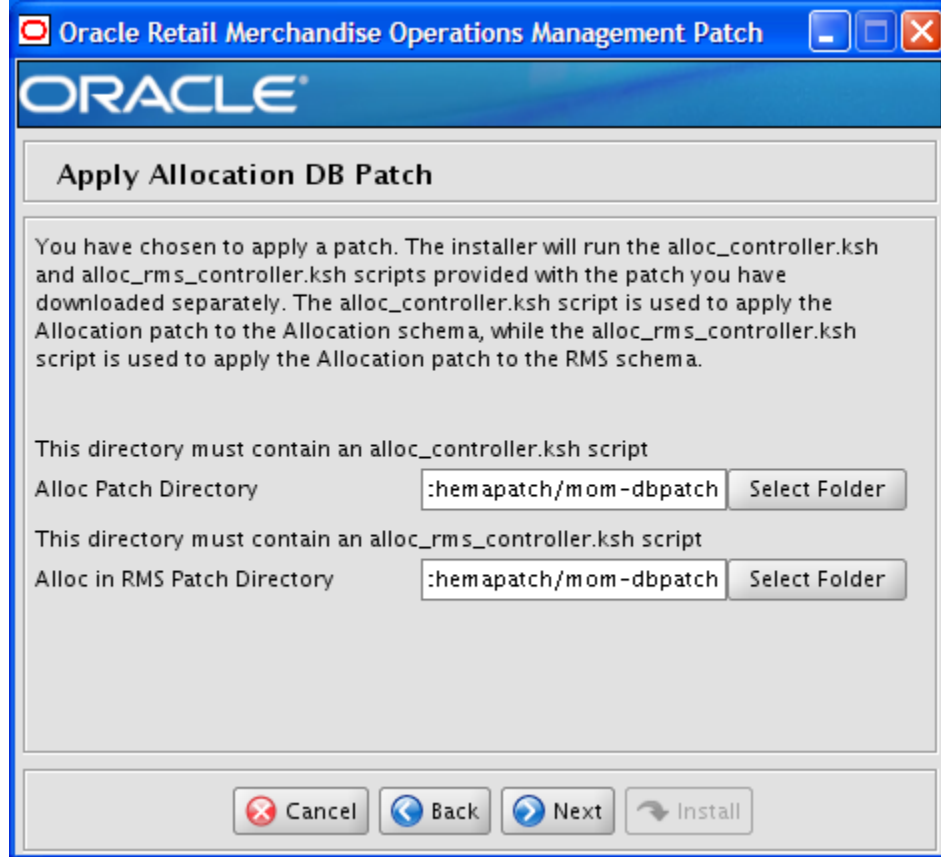 Oracle Retail Merchandise Operations Management Patch
ORACLE®
Apply Allocation DB Patch
You have chosen to apply a patch. The installer will run the alloc_controller.ksh
and alloc_rms_controller.ksh scripts provided with the patch you have
downloaded separately. The alloc_controller.ksh script is used to apply the
Allocation patch to the Allocation schema, while the alloc_rms_controller.ksh
script is used to apply the Allocation patch to the RMS schema.
This directory must contain an alloc_controller.ksh script
Alloc Patch Directory :hemapatch/mom-dbpatch Select Folder
This directory must contain an alloc_rms_controller.ksh script
Alloc in RMS Patch Directory :hemapatch/mom-dbpatch Select Folder
Cancel Back Next Install